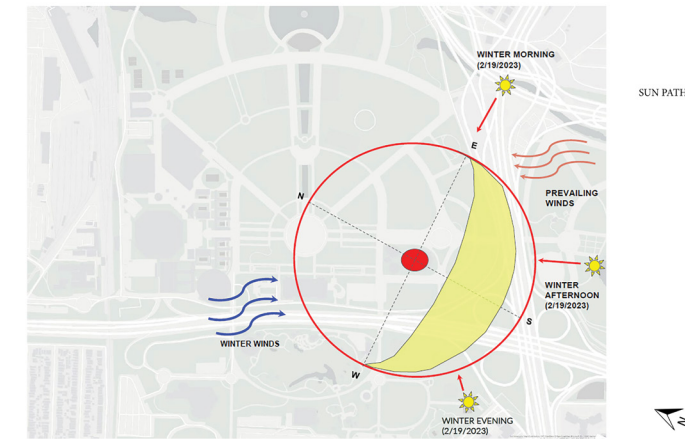 WINTER MORNING
(2/19/2023)
SUN PATH
E
PREVAILING
WINDS
N
WINTER
AFTERNOON
(2/19/2023)
S
WINTER WINDS
W
WINTER EVENING
(2/19/2023)
N